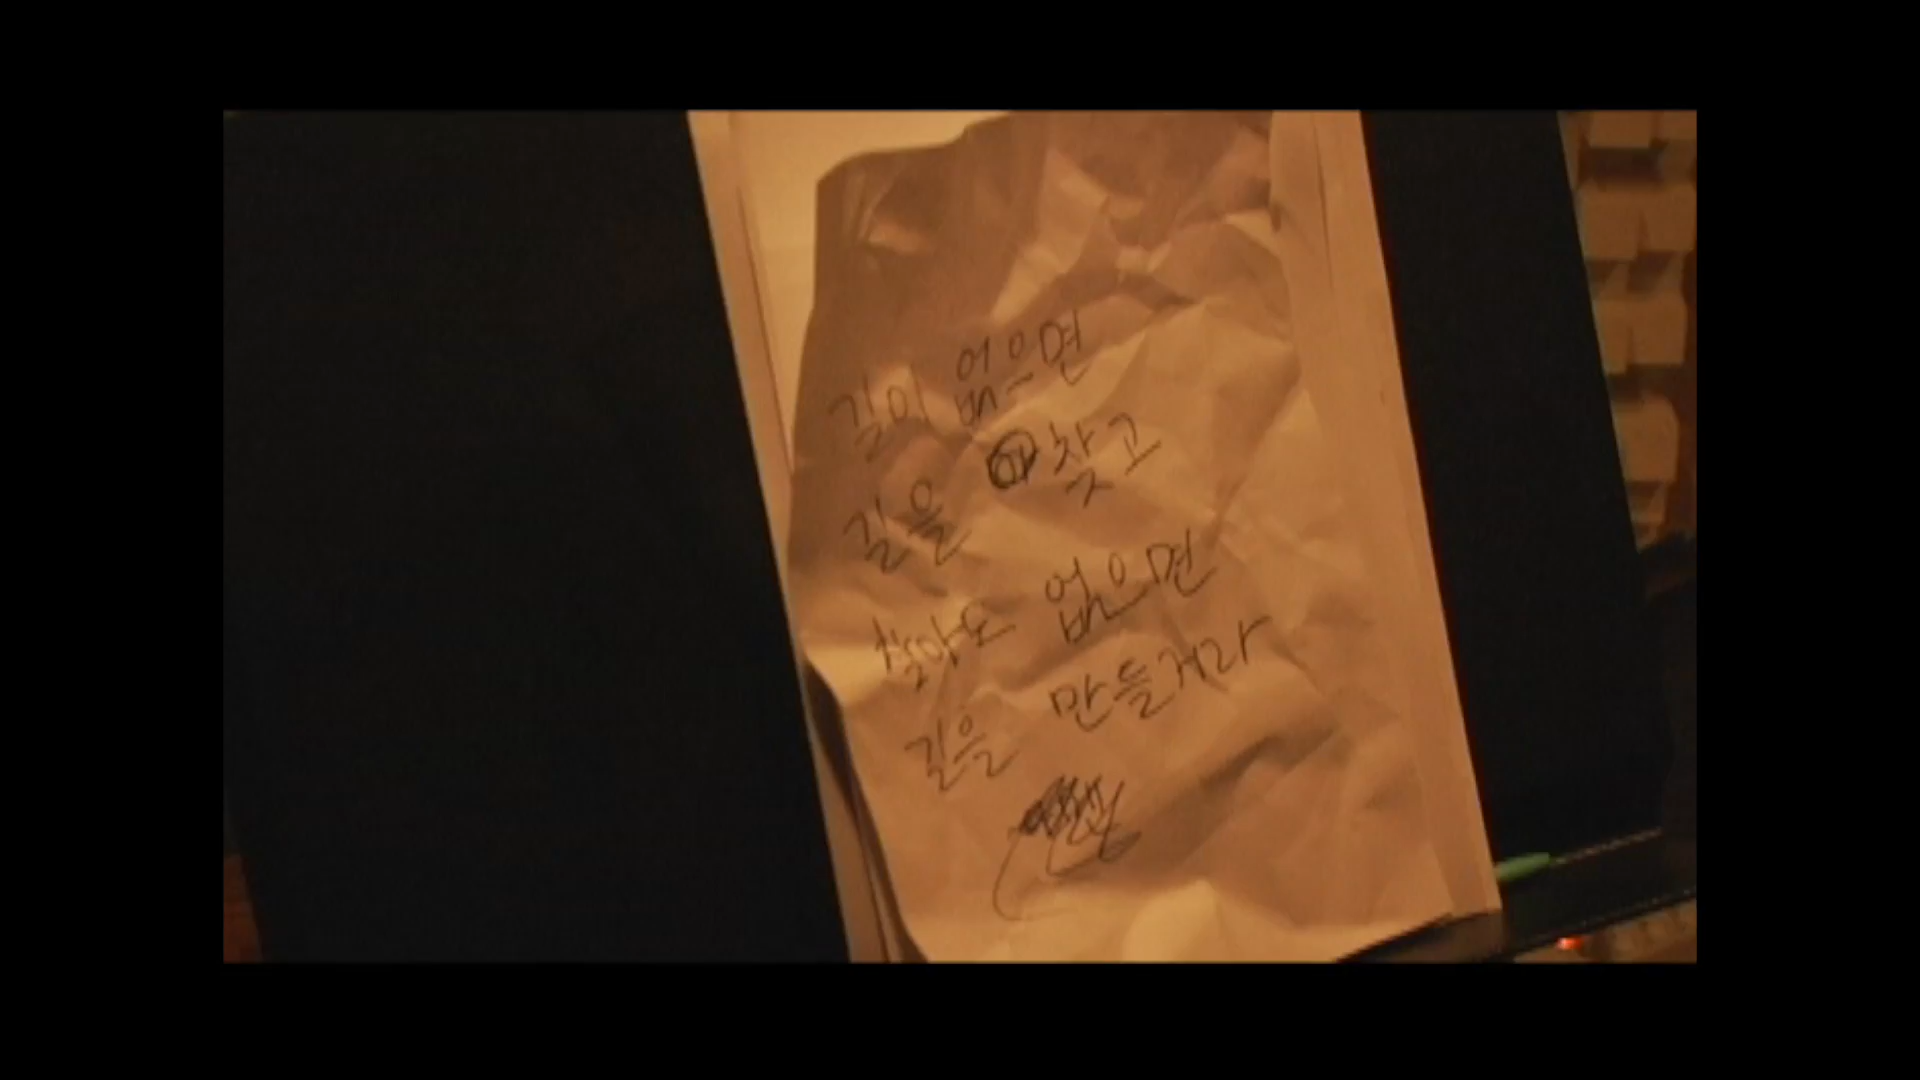 길이 없으면
길을 찾고
찾아도 없으면
길을 만들거라